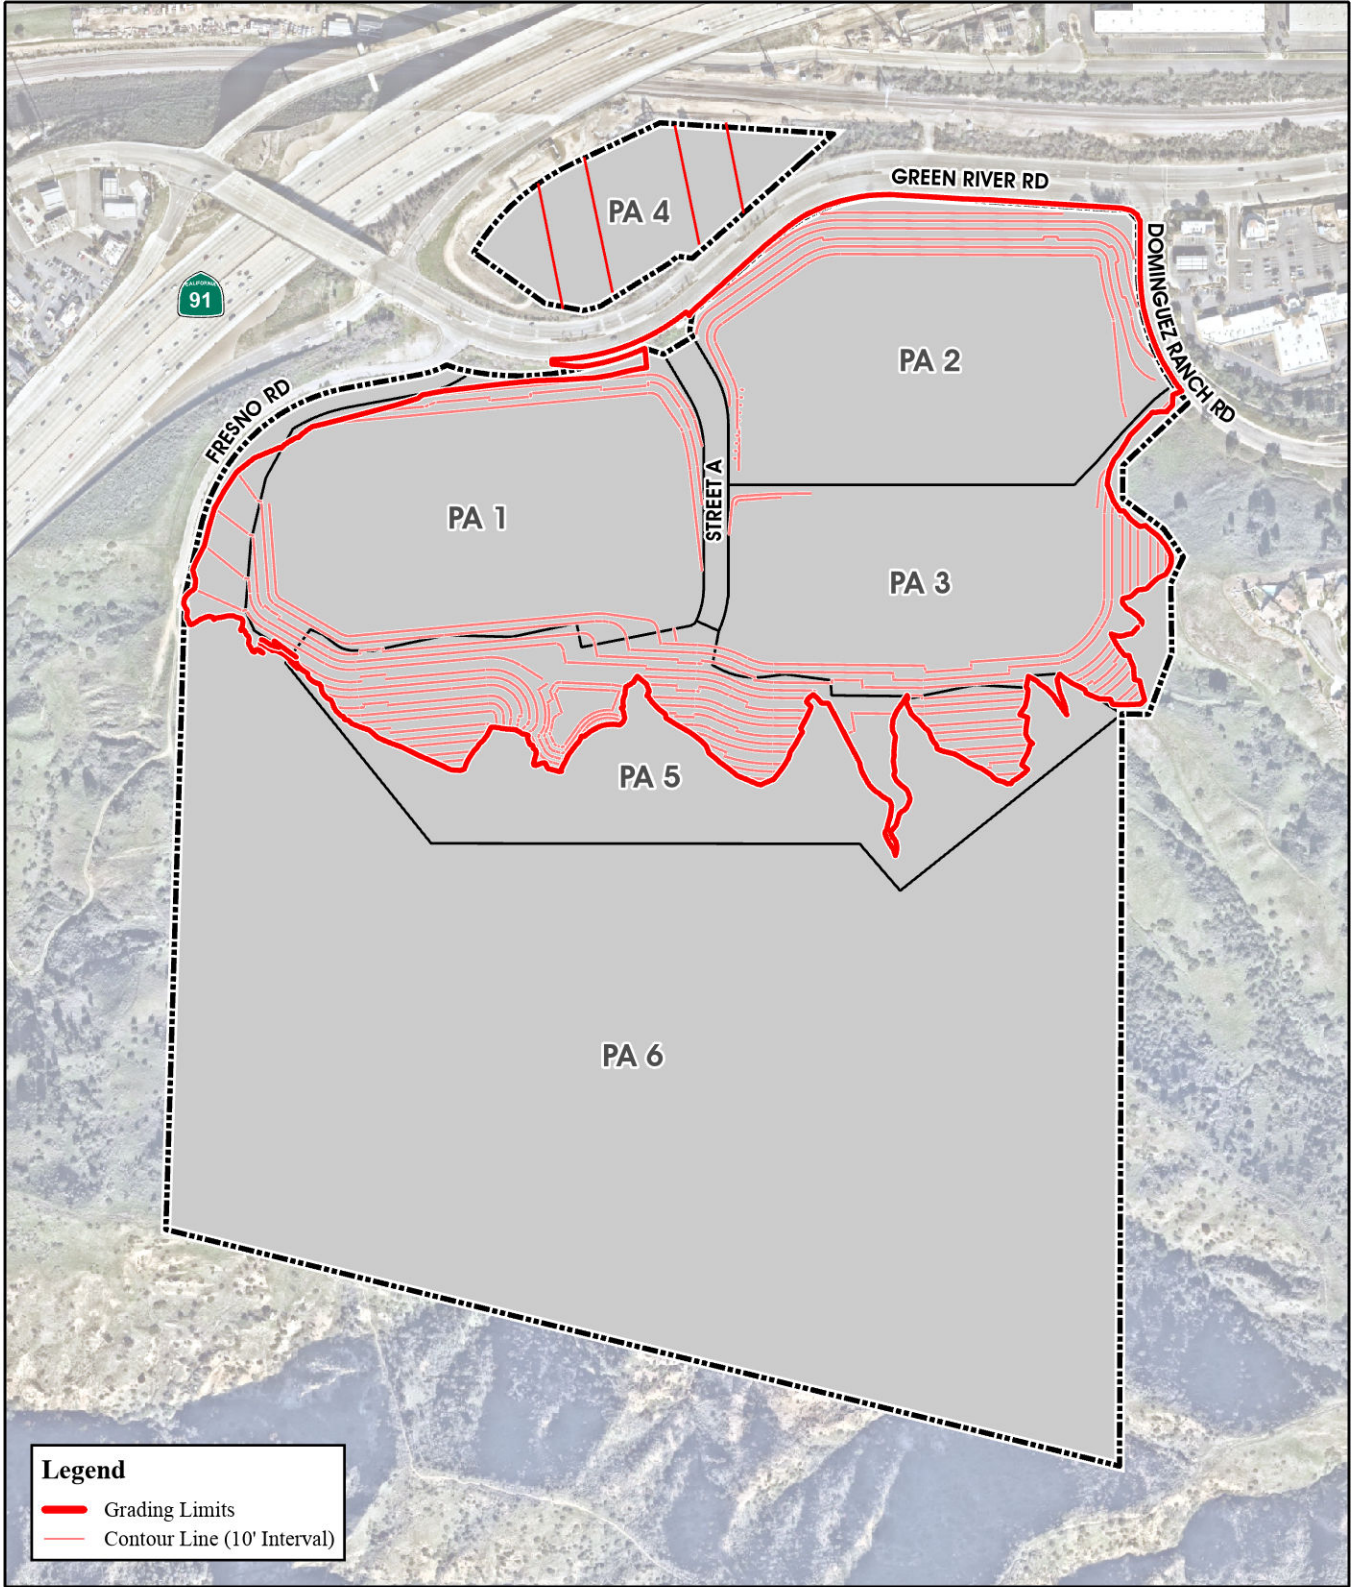 GREEN RIVER RD
PA 4
DOMINGUEZ RANCH RD
CALIFORNIA
91
PA 2
FRESNO RD
STREET A
PA 1
PA 3
PA 5
PA 6
Legend
Grading Limits
Contour Line (10' Interval)